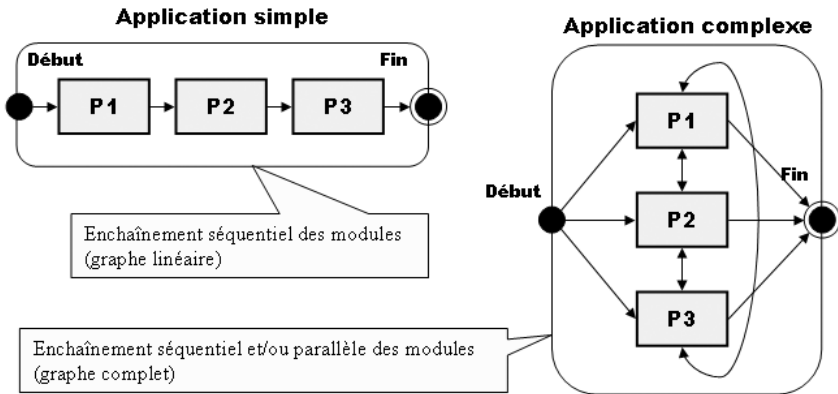 Application simple
Début
Fin
P1
P2
P3
Enchaînement séquentiel des modules
(graphe linéaire)
Application complexe
P1
Début
Fin
P2
P3
Enchaînement séquentiel et/ou parallèle des modules
(graphe complet)